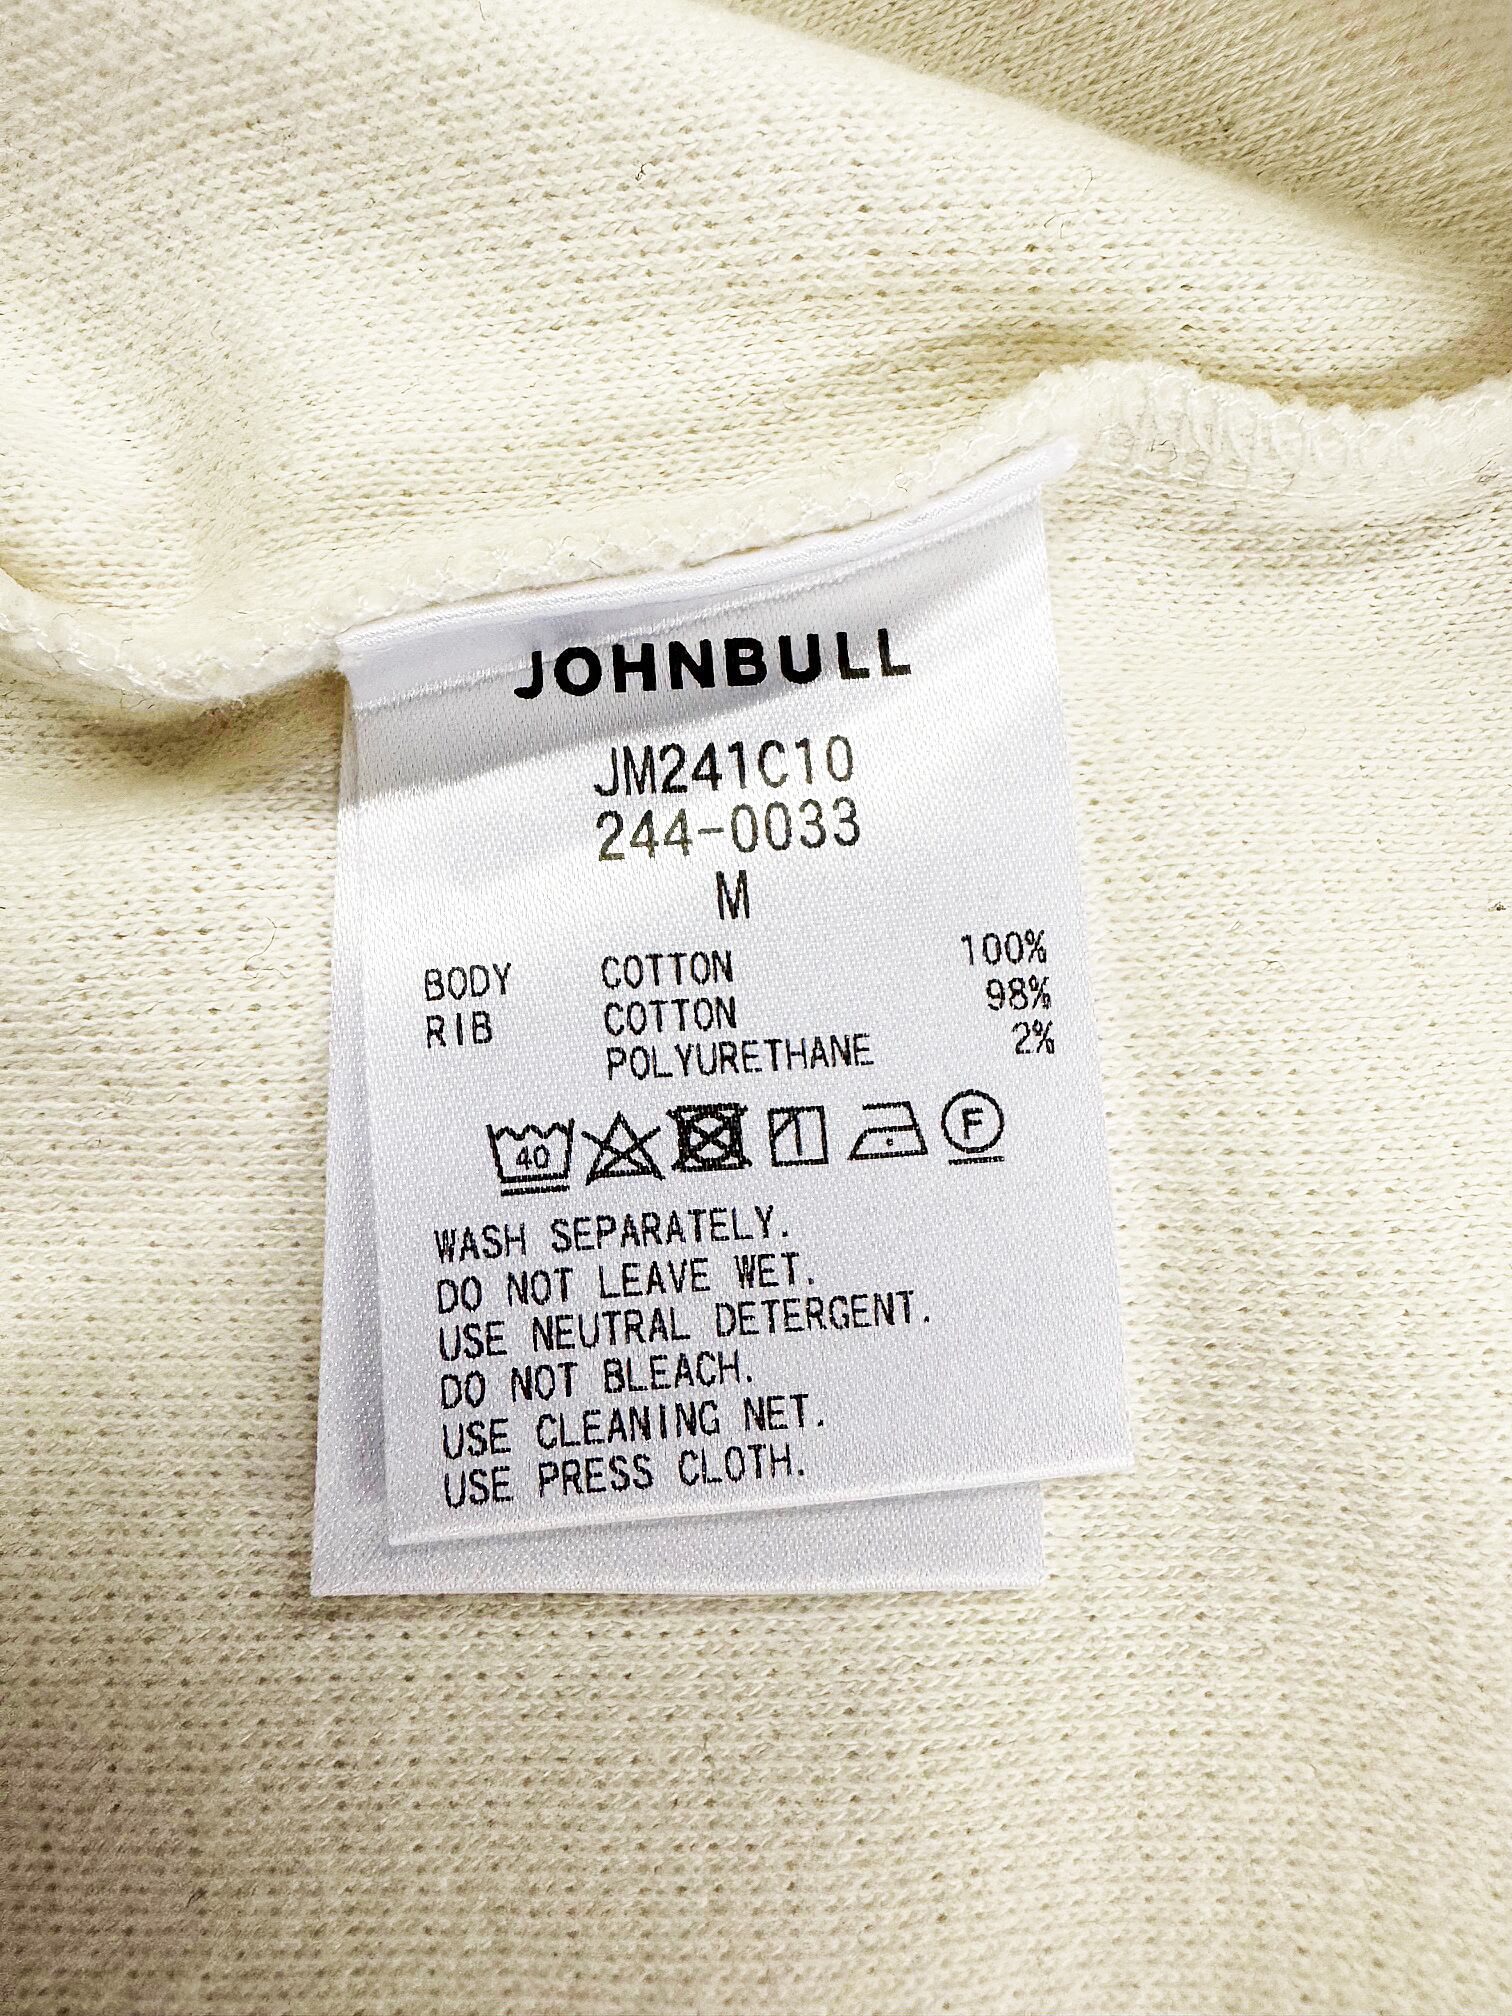 JOHNBULL
JM241C10
244-0033
M
BODY COTTON 100%
RIB COTTON 98%
POLYURETHANE 2%
40 F
WASH SEPARATELY.
DO NOT LEAVE WET.
USE NEUTRAL DETERGENT.
DO NOT BLEACH.
USE CLEANING NET.
USE PRESS CLOTH.